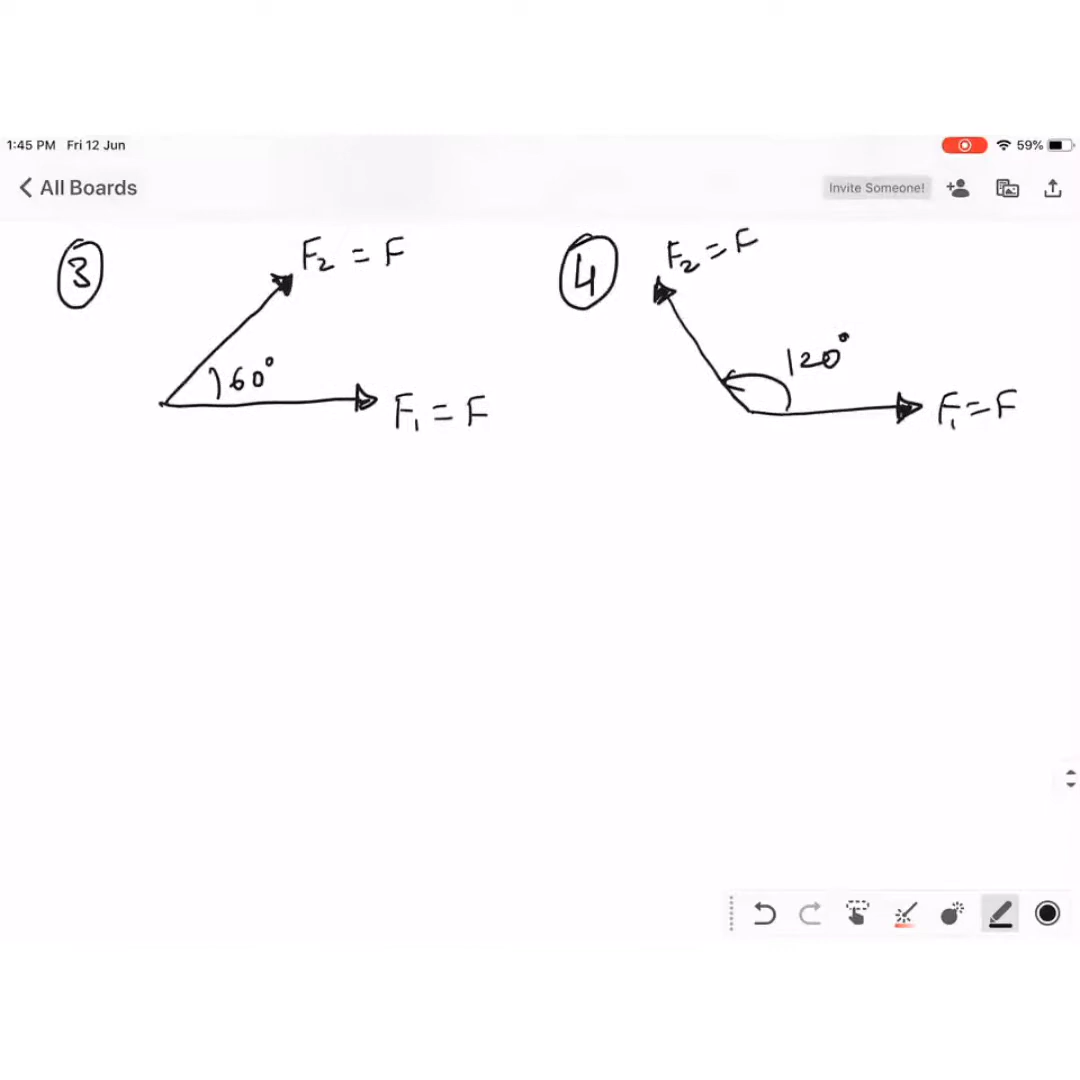 1:45 PM Fri 12 Jun
59%
All Boards
Invite Someone!
3
F₂ = F
60°
F₁ = F
4
F₂ = F
120°
F₁ = F